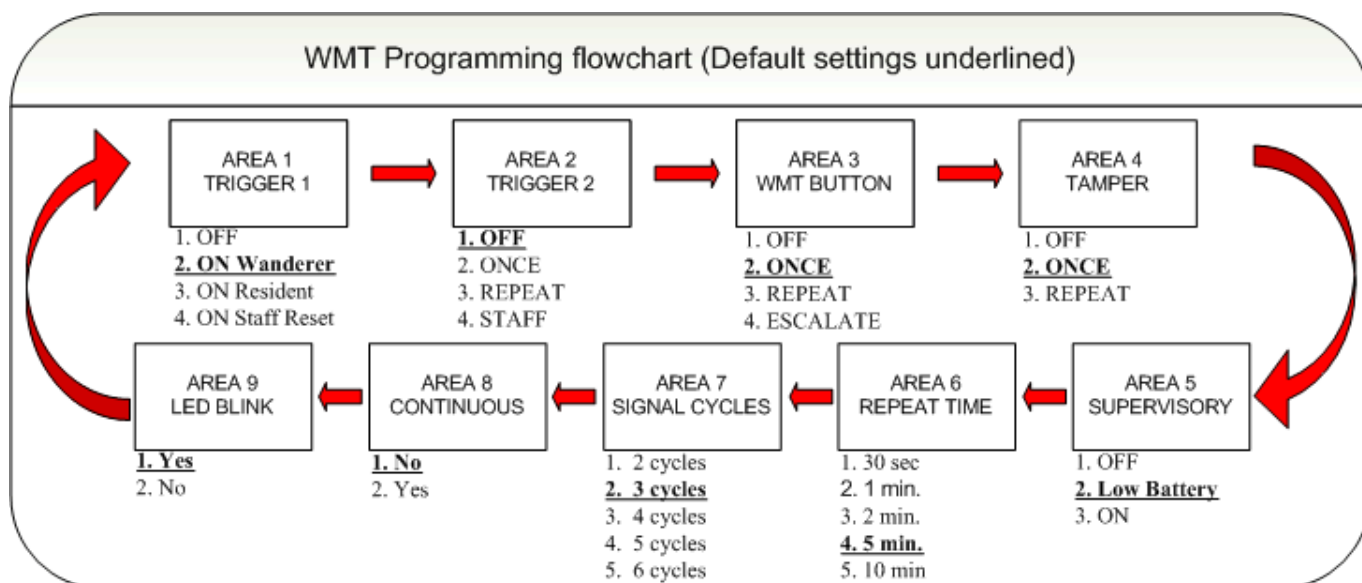 WMT Programming flowchart (Default settings underlined)
AREA 1
TRIGGER 1
1. OFF
2. ON Wanderer
3. ON Resident
4. ON Staff Reset
AREA 2
TRIGGER 2
1. OFF
2. ONCE
3. REPEAT
4. STAFF
AREA 3
WMT BUTTON
1. OFF
2. ONCE
3. REPEAT
4. ESCALATE
AREA 4
TAMPER
1. OFF
2. ONCE
3. REPEAT
AREA 5
SUPERVISORY
1. OFF
2. Low Battery
3. ON
AREA 6
REPEAT TIME
1. 30 sec
2. 1 min.
3. 2 min.
4. 5 min.
5. 10 min
AREA 7
SIGNAL CYCLES
1. 2 cycles
2. 3 cycles
3. 4 cycles
4. 5 cycles
5. 6 cycles
AREA 8
CONTINUOUS
1. No
2. Yes
AREA 9
LED BLINK
1. Yes
2. No